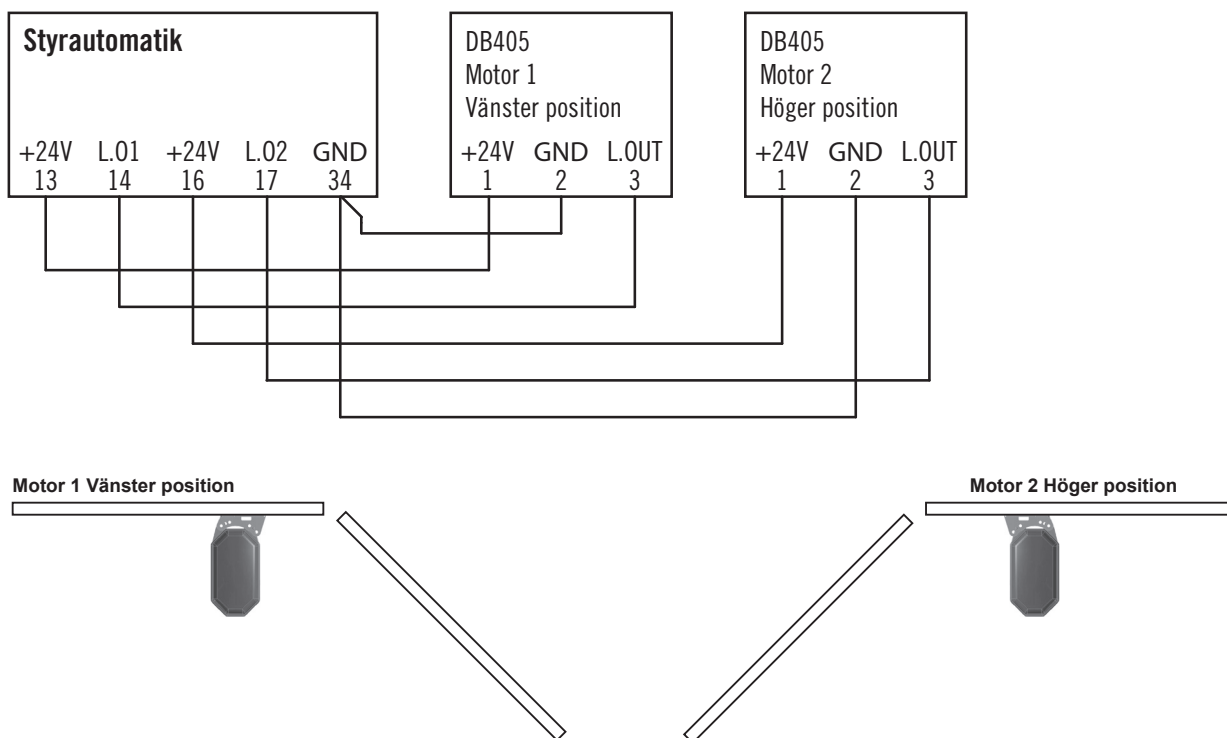 Styrautomatik
+24V L.O1 +24V L.O2 GND
13 14 16 17 34
DB405
Motor 1
Vänster position
+24V GND L.OUT
1 2 3
DB405
Motor 2
Höger position
+24V GND L.OUT
1 2 3
Motor 1 Vänster position
Motor 2 Höger position